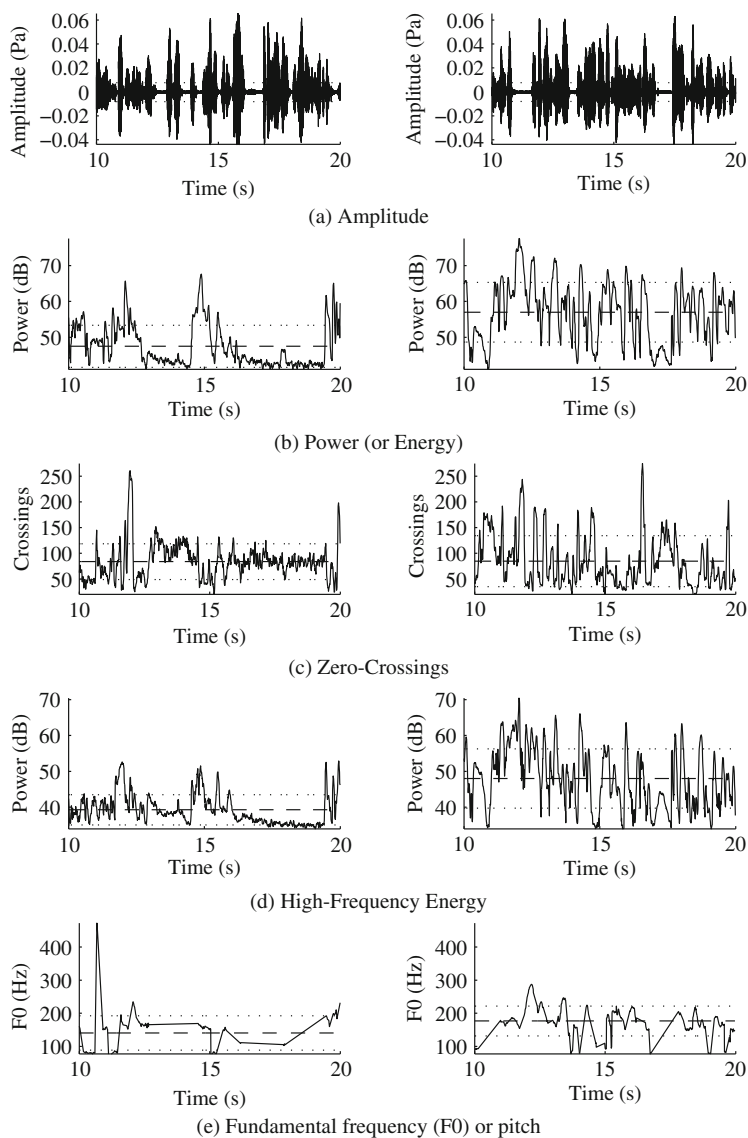 Amplitude (Pa)
0.06
0.04
0.02
0
−0.02
−0.04
10
15
20
Time (s)
Amplitude (Pa)
0.06
0.04
0.02
0
−0.02
−0.04
10
15
20
Time (s)
(a) Amplitude
Power (dB)
70
60
50
10
15
20
Time (s)
Power (dB)
70
60
50
10
15
20
Time (s)
(b) Power (or Energy)
Crossings
250
200
150
100
50
10
15
20
Time (s)
Crossings
250
200
150
100
50
10
15
20
Time (s)
(c) Zero-Crossings
Power (dB)
70
60
50
40
10
15
20
Time (s)
Power (dB)
70
60
50
40
10
15
20
Time (s)
(d) High-Frequency Energy
F0 (Hz)
400
300
200
100
10
15
20
Time (s)
F0 (Hz)
400
300
200
100
10
15
20
Time (s)
(e) Fundamental frequency (F0) or pitch